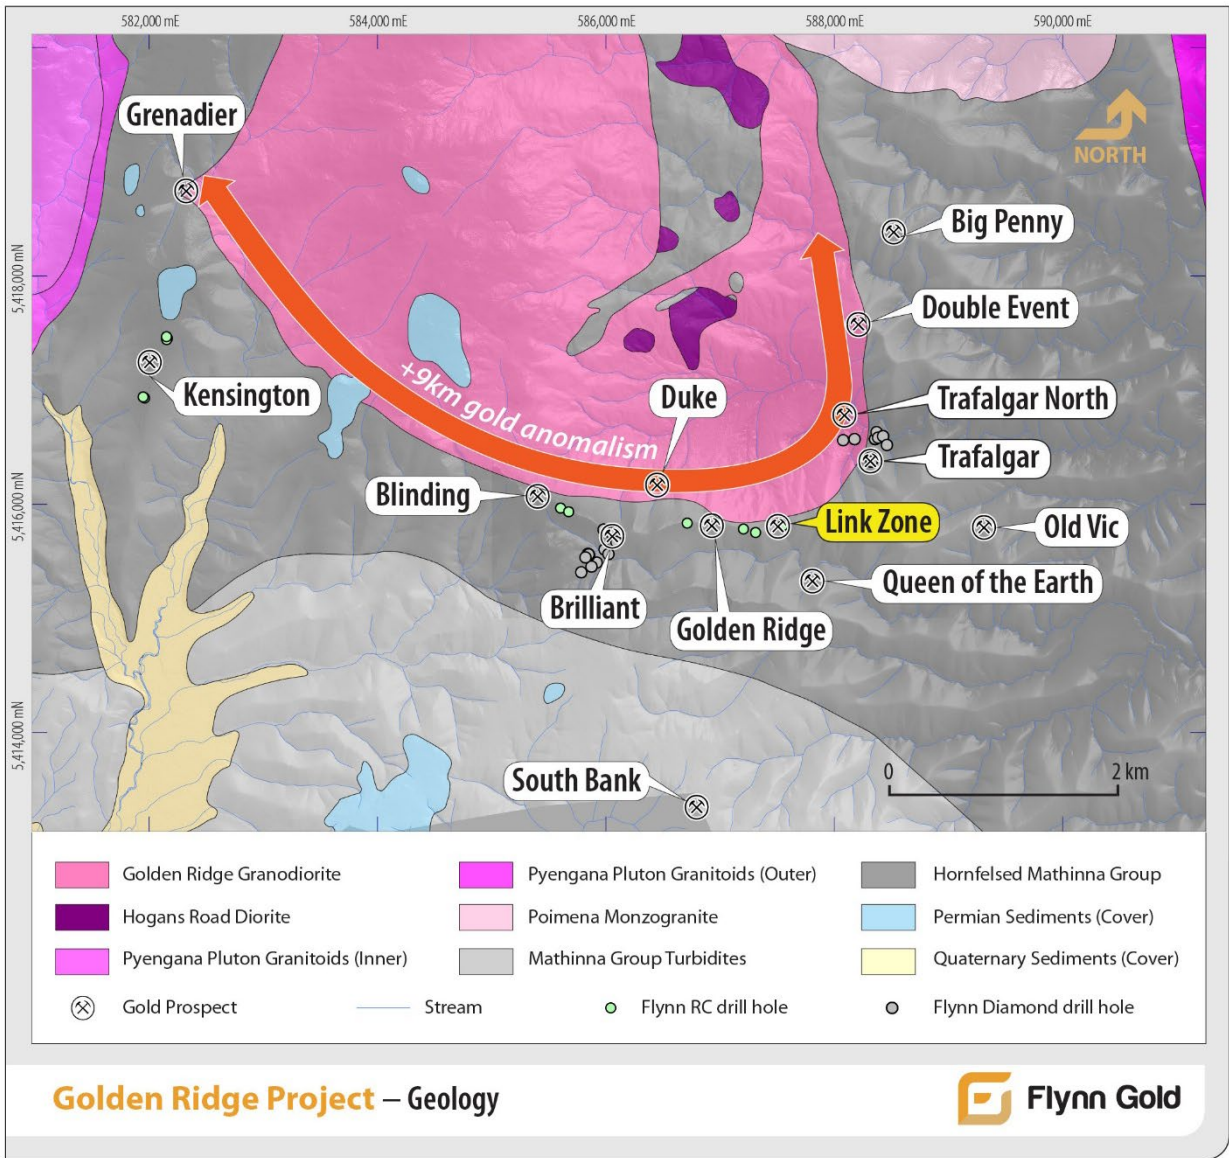 582,000 mE
584,000 mE
586,000 mE
588,000 mE
590,000 mE
Grenadier
NORTH
Big Penny
5,418,000 mN
Double Event
Kensington
+9km gold anomalism
Duke
Trafalgar North
Trafalgar
Blinding
5,416,000 mN
Link Zone
Old Vic
Brilliant
Golden Ridge
Queen of the Earth
5,414,000 mN
South Bank
0
2 km
Golden Ridge Granodiorite
Pyengana Pluton Granitoids (Outer)
Hornfelsed Mathinna Group
Hogans Road Diorite
Poimena Monzogranite
Permian Sediments (Cover)
Pyengana Pluton Granitoids (Inner)
Mathinna Group Turbidites
Quaternary Sediments (Cover)
Gold Prospect
Stream
Flynn RC drill hole
Flynn Diamond drill hole
Golden Ridge Project – Geology
Flynn Gold